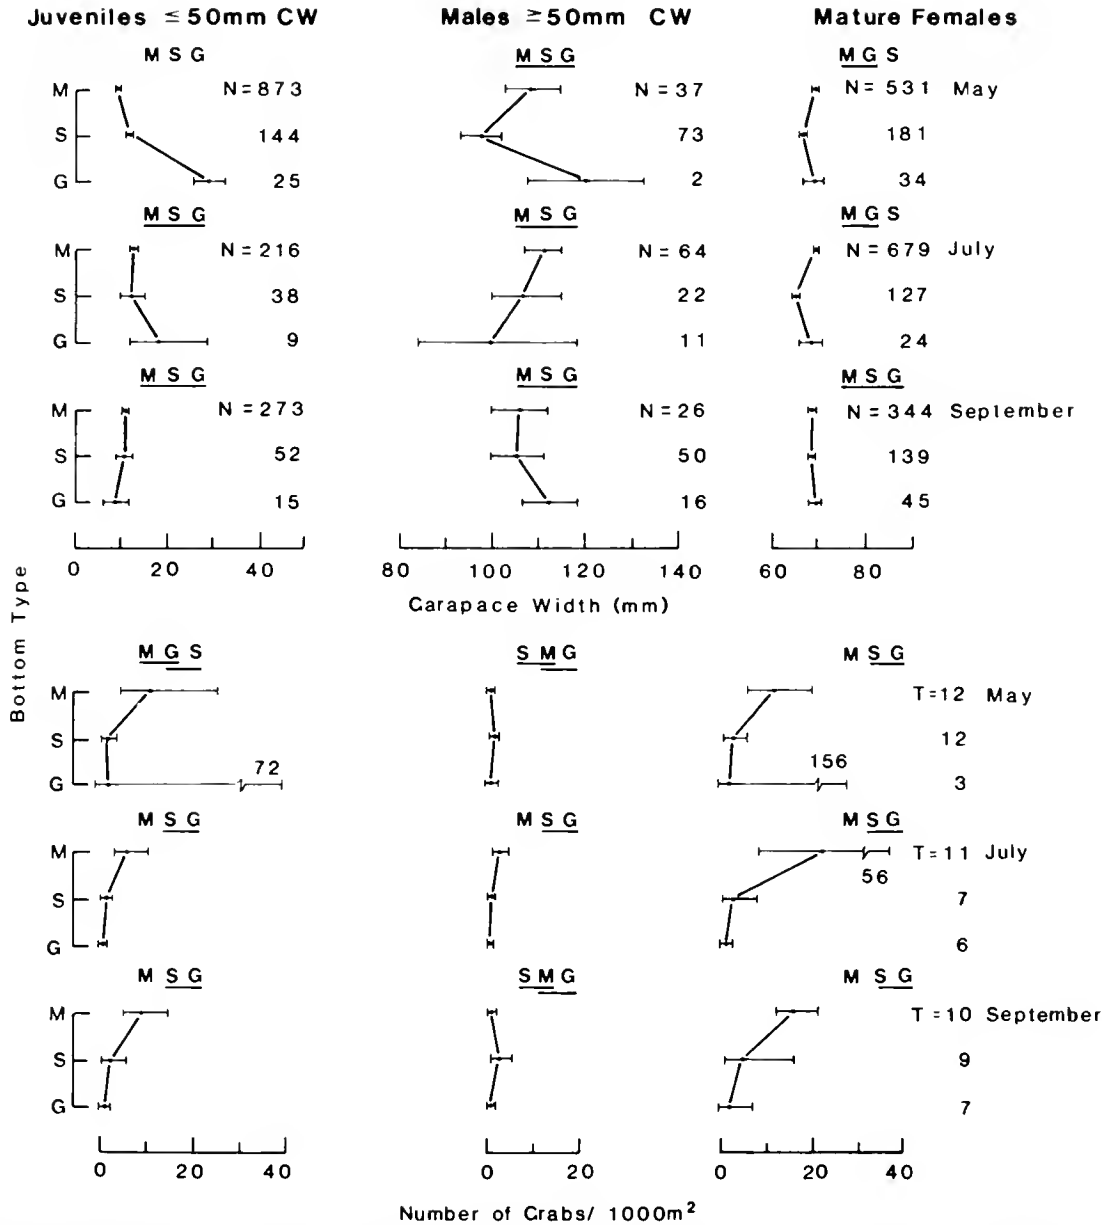 Juveniles ≤50mm CW Males ≥50mm CW Mature Females
M S G M S G M G S
M N = 873 N = 37 N = 531 May
S 144 73 181
G 25 2 34
M S G M S G M G S
M N = 216 N = 64 N = 679 July
S 38 22 127
G 9 11 24
M S G M S G M S G
M N = 273 N = 26 N = 344 September
S 52 50 139
G 15 16 45
0 20 40 80 100 120 140 60 80
Carapace Width (mm)
Bottom Type
M G S S M G M S G
M T=12 May
S 12
G 72 156 3
M S G M S G M S G
M T=11 July
56
S 7
G 6
M S G S M G M S G
M T=10 September
S 9
G 7
0 20 40 0 20 0 20 40
Number of Crabs/ 1000m²